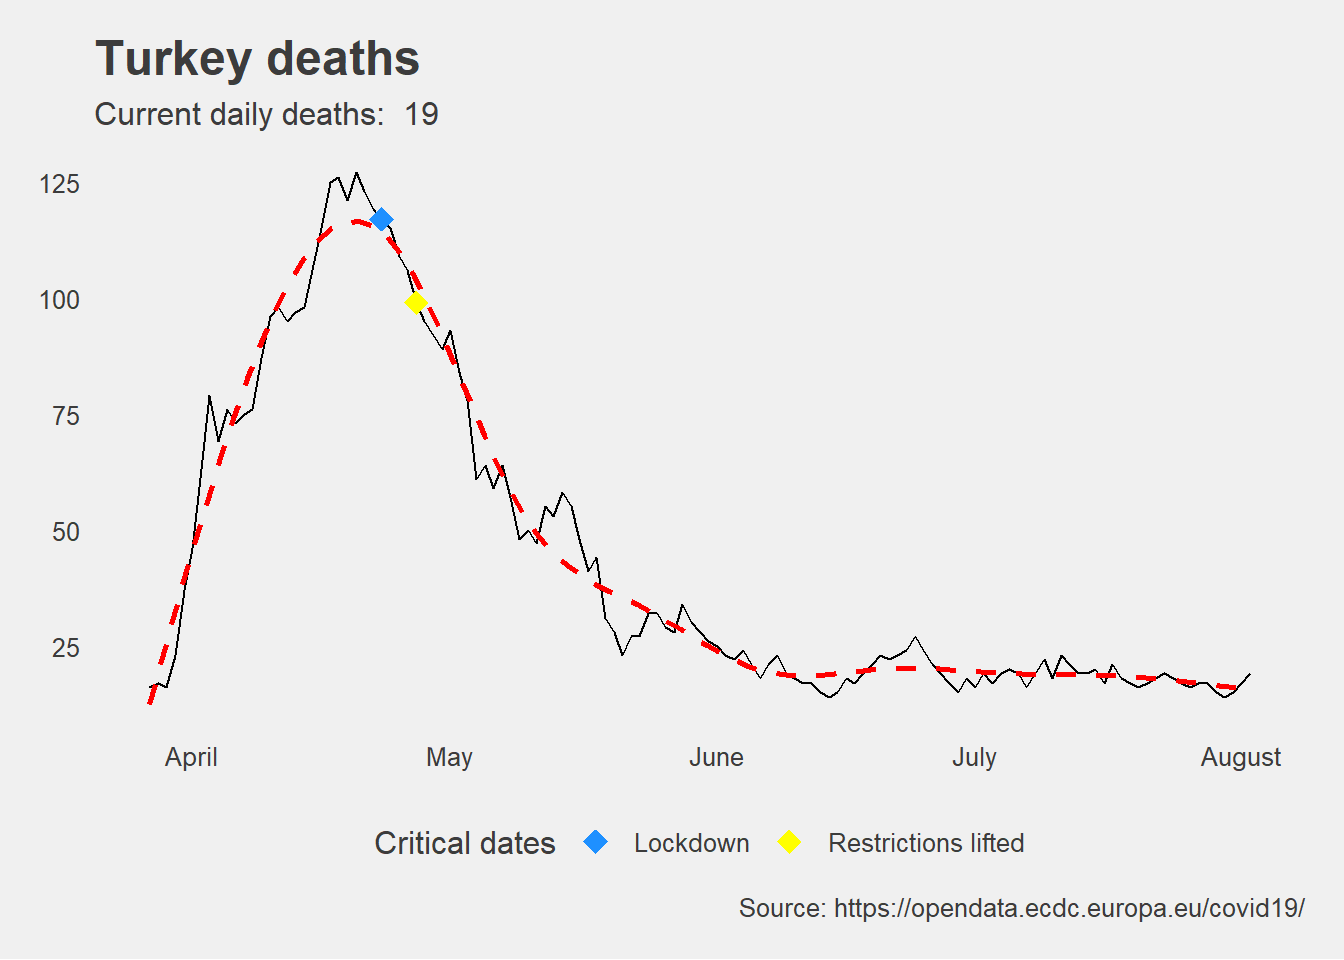 Turkey deaths
Current daily deaths:  19
125
100
75
50
25
April May June July August
Critical dates Lockdown Restrictions lifted
Source: https://opendata.ecdc.europa.eu/covid19/